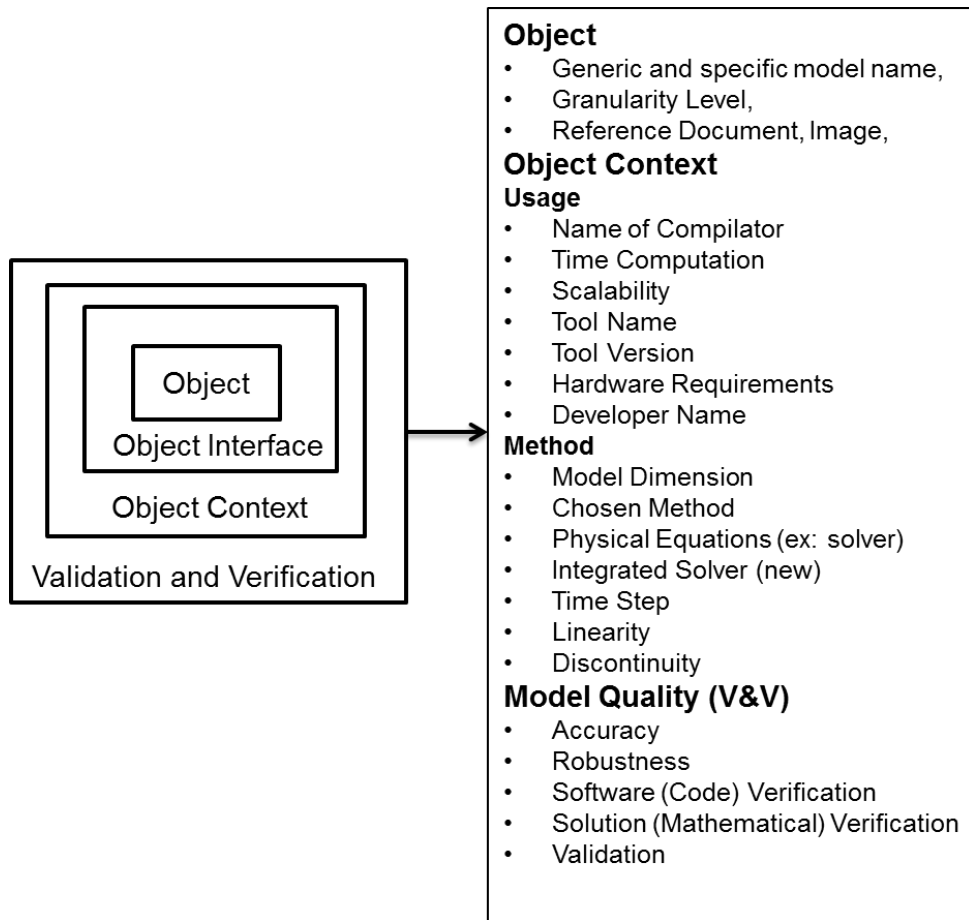 Object
Object Interface
Object Context
Validation and Verification
Object
• Generic and specific model name,
• Granularity Level,
• Reference Document, Image,
Object Context
Usage
• Name of Compilator
• Time Computation
• Scalability
• Tool Name
• Tool Version
• Hardware Requirements
• Developer Name
Method
• Model Dimension
• Chosen Method
• Physical Equations (ex: solver)
• Integrated Solver (new)
• Time Step
• Linearity
• Discontinuity
Model Quality (V&V)
• Accuracy
• Robustness
• Software (Code) Verification
• Solution (Mathematical) Verification
• Validation